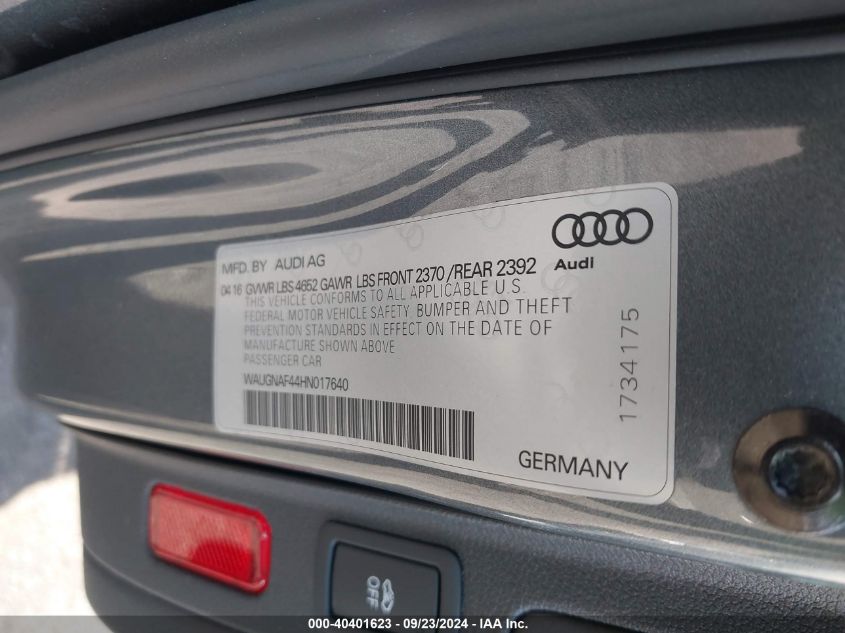 MFD. BY AUDI AG
04 16 GVWR LBS 4652 GAWR LBS FRONT 2370 /REAR 2392
THIS VEHICLE CONFORMS TO ALL APPLICABLE U.S.
FEDERAL MOTOR VEHICLE SAFETY, BUMPER AND THEFT
PREVENTION STANDARDS IN EFFECT ON THE DATE OF
MANUFACTURE SHOWN ABOVE
PASSENGER CAR
WAUGNAF44HN017640
Audi
1734175
GERMANY
OFF
000-40401623 - 09/23/2024 - IAA Inc.